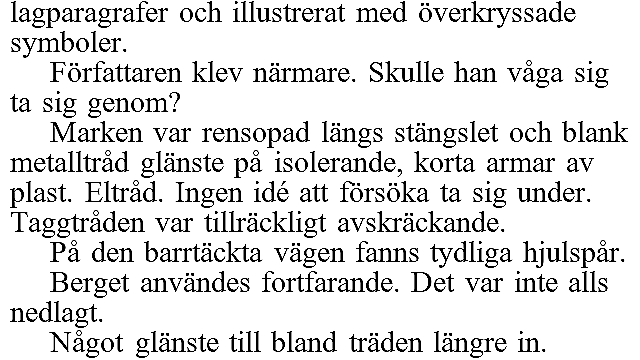 lagparagrafer och illustrerat med överkryssade
symboler.
Författaren klev närmare. Skulle han våga sig
ta sig genom?
Marken var rensopad längs stängslet och blank
metalltråd glänste på isolerande, korta armar av
plast. Eltråd. Ingen idé att försöka ta sig under.
Taggtråden var tillräckligt avskräckande.
På den barrtäckta vägen fanns tydliga hjulspår.
Berget användes fortfarande. Det var inte alls
nedlagt.
Något glänste till bland träden längre in.